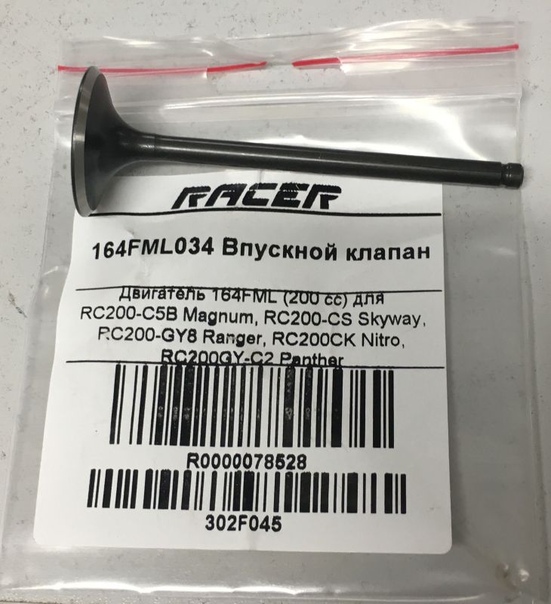 RACER
164FML034 Впускной клапан
Двигатель 164FML (200 cc) для
RC200-C5B Magnum, RC200-CS Skyway,
RC200-GY8 Ranger, RC200CK Nitro,
RC200GY-C2 Panther
R0000078528
302F045